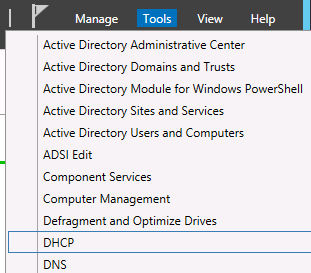 Manage Tools View Help
Active Directory Administrative Center
Active Directory Domains and Trusts
Active Directory Module for Windows PowerShell
Active Directory Sites and Services
Active Directory Users and Computers
ADSI Edit
Component Services
Computer Management
Defragment and Optimize Drives
DHCP
DNS